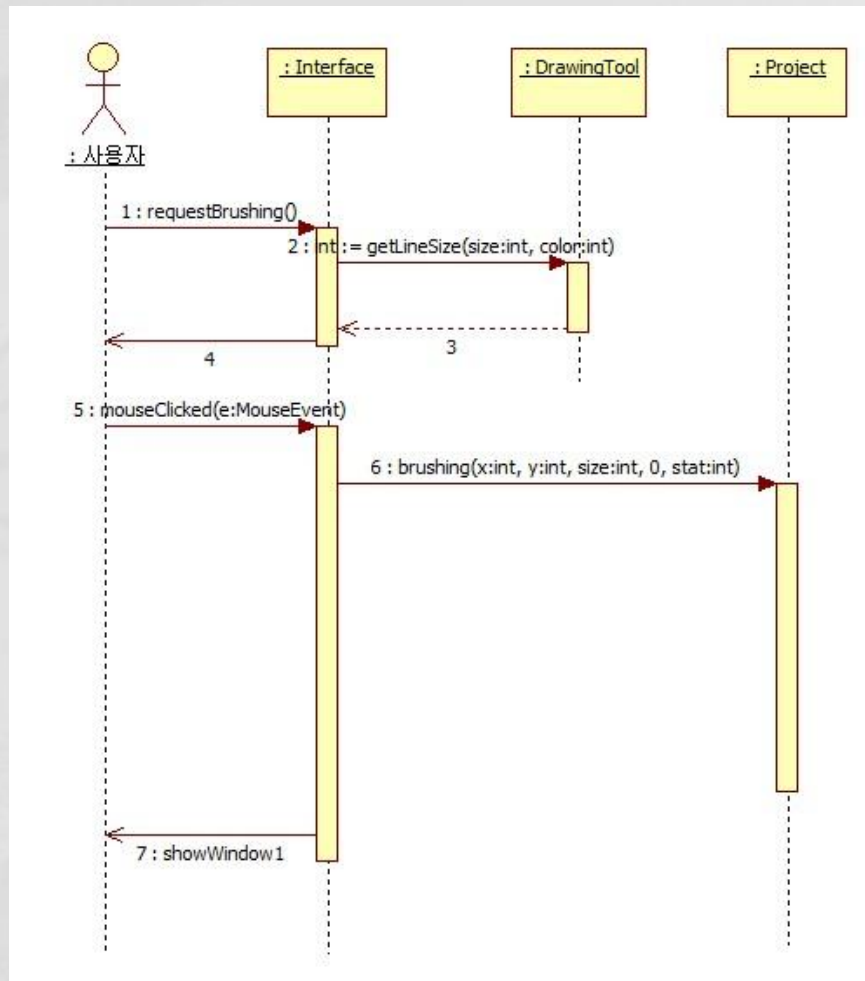 : Interface
: DrawingTool
: Project
: 사용자
1 : requestBrushing()
2 : int := getLineSize(size:int, color:int)
3
4
5 : mouseClicked(e:MouseEvent)
6 : brushing(x:int, y:int, size:int, 0, stat:int)
7 : showWindow1